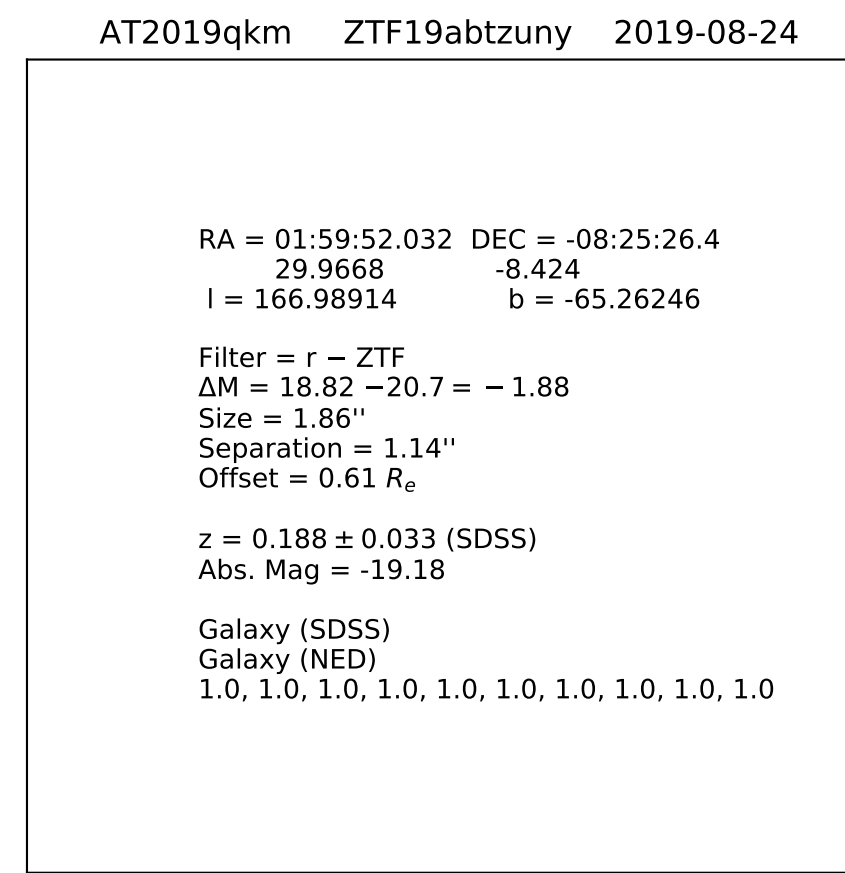 AT2019qkm ZTF19abtzuny 2019-08-24
RA = 01:59:52.032 DEC = -08:25:26.4
29.9668 -8.424
l = 166.98914 b = -65.26246
Filter = r − ZTF
ΔM = 18.82 −20.7 = − 1.88
Size = 1.86''
Separation = 1.14''
Offset = 0.61 Rₑ
z = 0.188 ± 0.033 (SDSS)
Abs. Mag = -19.18
Galaxy (SDSS)
Galaxy (NED)
1.0, 1.0, 1.0, 1.0, 1.0, 1.0, 1.0, 1.0, 1.0, 1.0